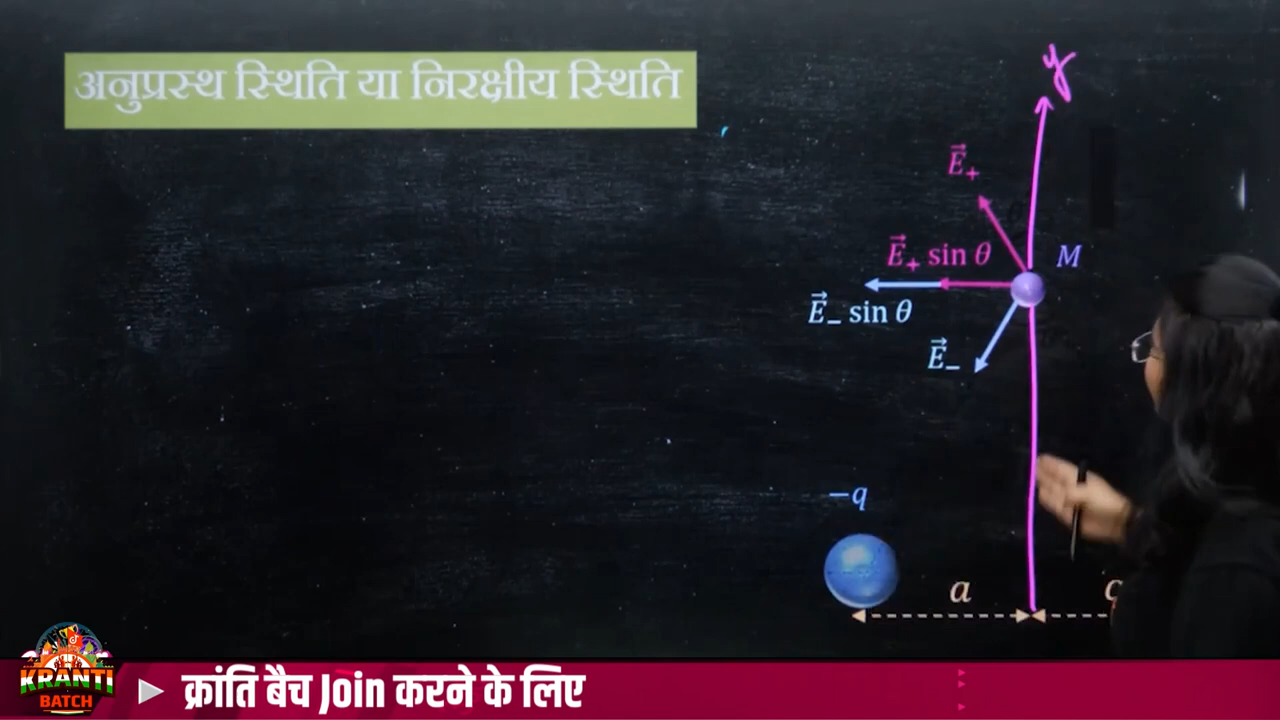 अनुप्रस्थ स्थिति या निरक्षीय स्थिति
y
E⃗₊
E⃗₊ sin θ
M
E⃗₋ sin θ
E⃗₋
−q
a
KRANTI
BATCH
क्रांति बैच Join करने के लिए